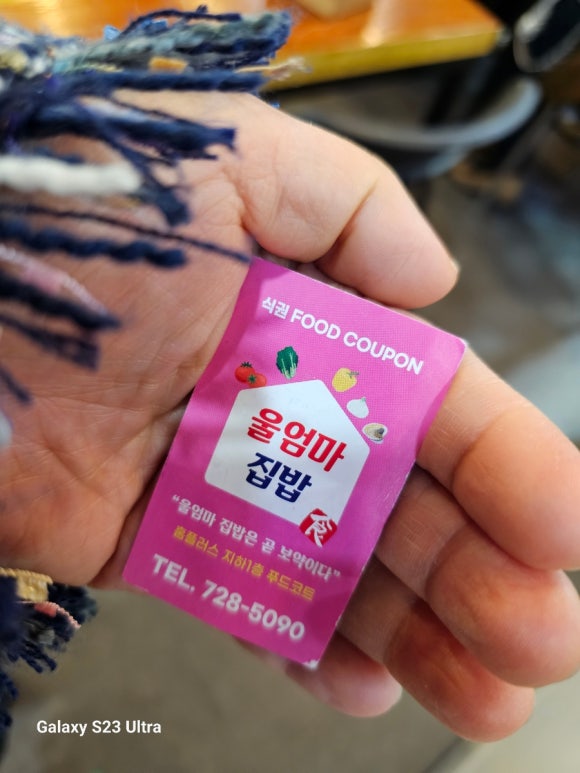 식권 FOOD COUPON
울엄마
집밥
食
"울엄마 집밥은 곧 보약이다"
홈플러스 지하1층 푸드코트
TEL. 728-5090
Galaxy S23 Ultra